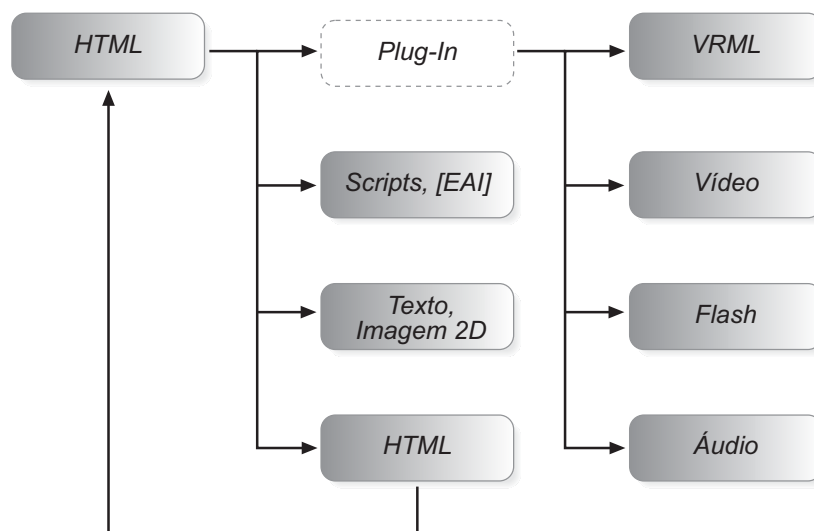 HTML
Plug-In
VRML
Scripts, [EAI]
Vídeo
Texto,
Imagem 2D
Flash
HTML
Áudio